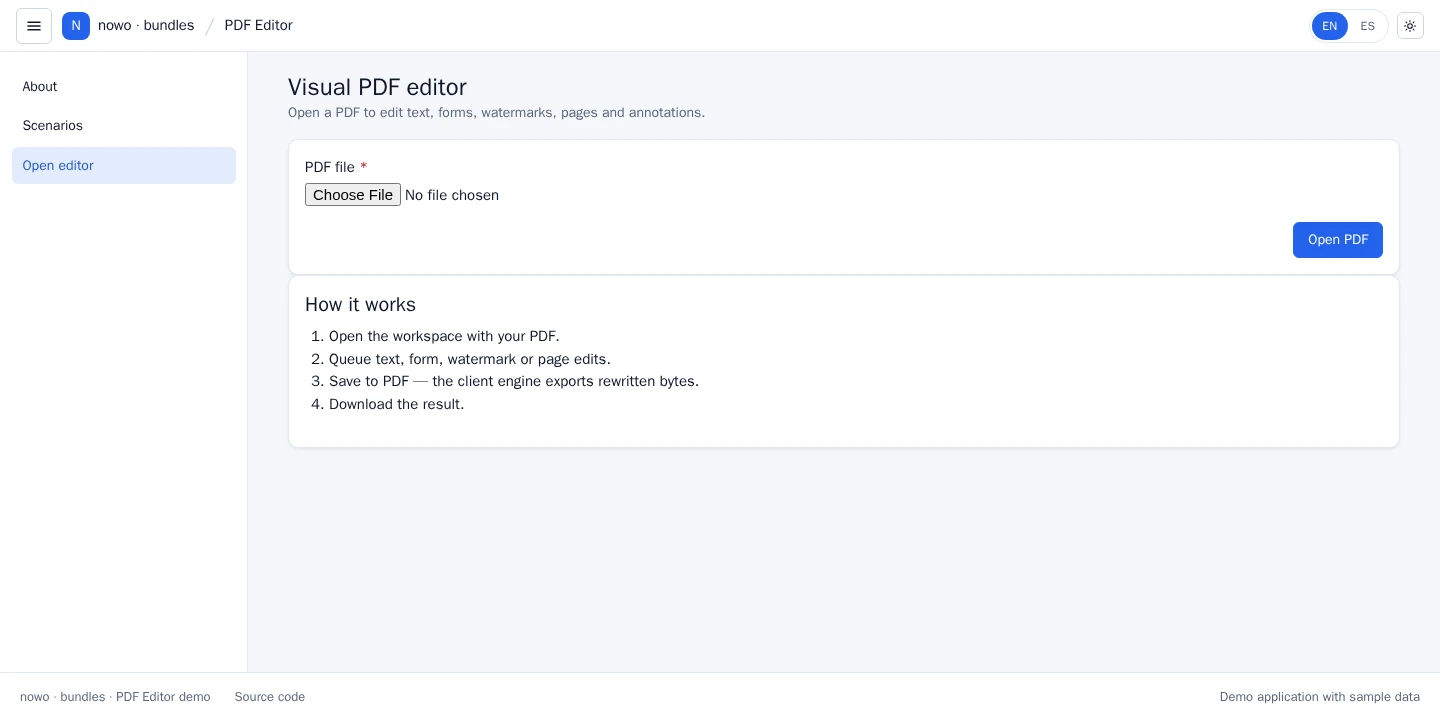 N nowo · bundles / PDF Editor
EN ES
About
Scenarios
Open editor
Visual PDF editor
Open a PDF to edit text, forms, watermarks, pages and annotations.
PDF file *
Choose File No file chosen
Open PDF
How it works
1. Open the workspace with your PDF.
2. Queue text, form, watermark or page edits.
3. Save to PDF — the client engine exports rewritten bytes.
4. Download the result.
nowo · bundles · PDF Editor demo Source code
Demo application with sample data